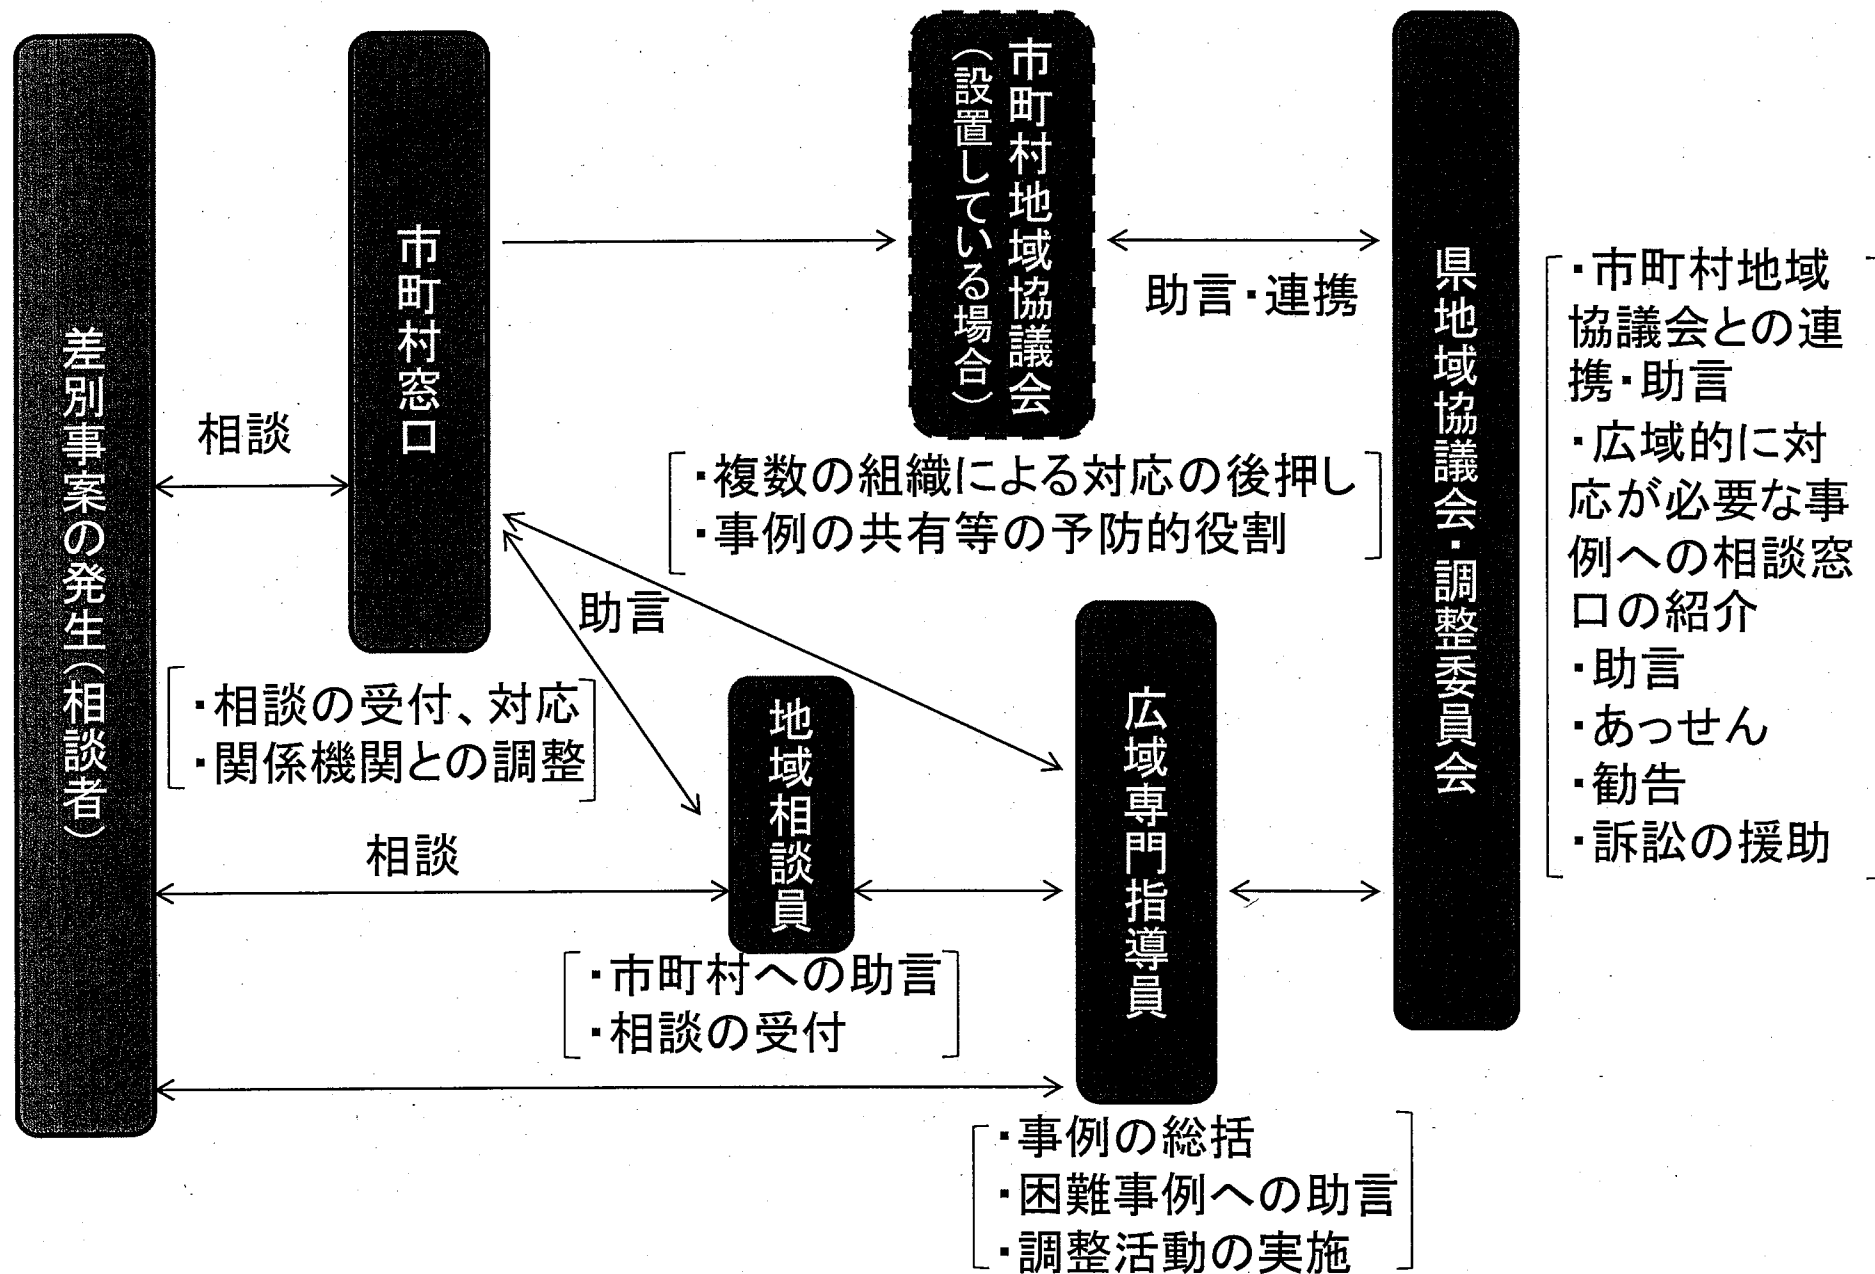 差別事案の発生(相談者)
相談
市町村窓口
・相談の受付、対応
・関係機関との調整
市町村地域協議会
(設置している場合)
助言・連携
・複数の組織による対応の後押し
・事例の共有等の予防的役割
助言
相談
地域相談員
・市町村への助言
・相談の受付
広域専門指導員
・事例の総括
・困難事例への助言
・調整活動の実施
県地域協議会・調整委員会
・市町村地域
協議会との連
携・助言
・広域的に対
応が必要な事
例への相談窓
口の紹介
・助言
・あっせん
・勧告
・訴訟の援助